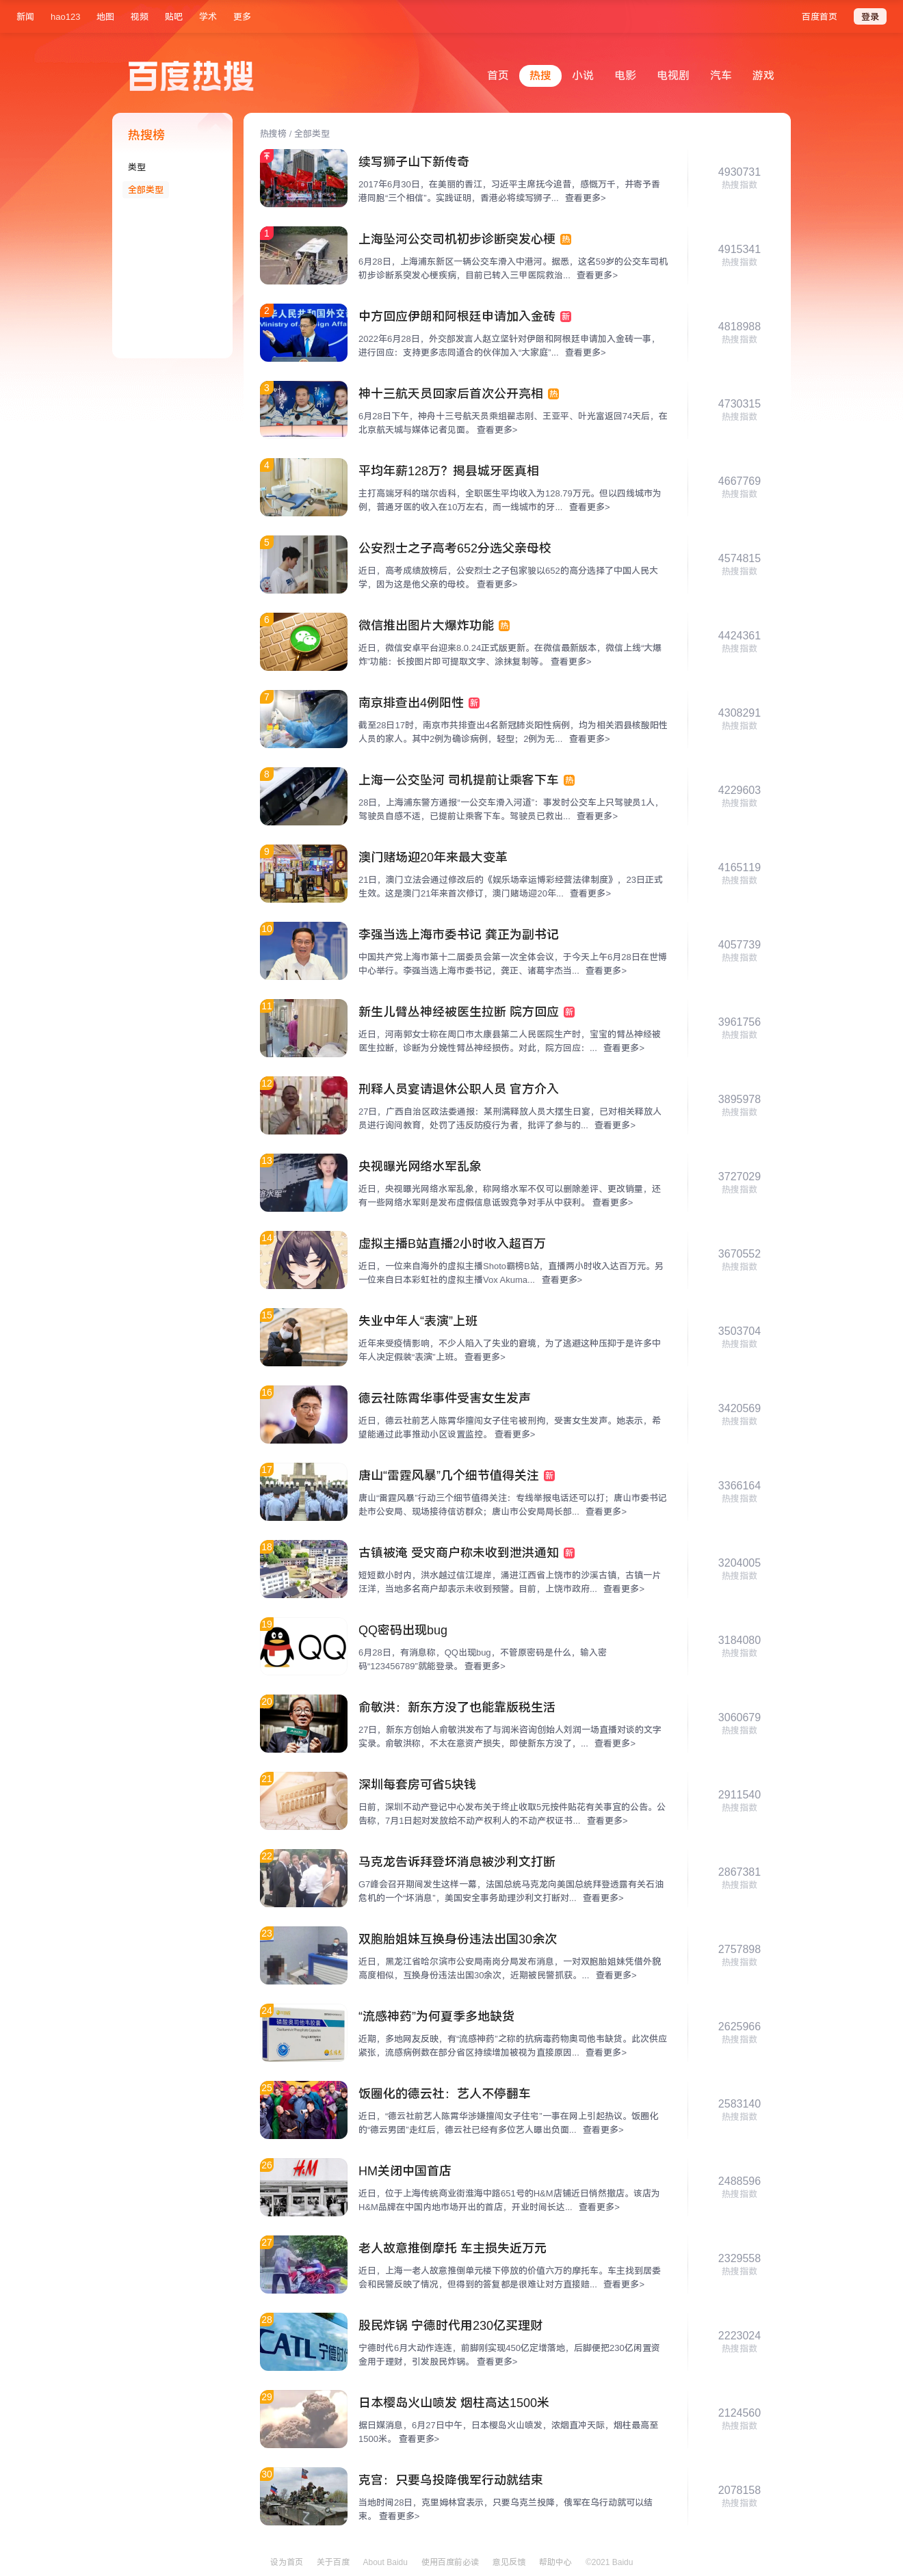 新闻 hao123 地图 视频 贴吧 学术 更多 百度首页 登录
百度热搜
首页 热搜 小说 电影 电视剧 汽车 游戏
热搜榜
类型
全部类型
热搜榜 / 全部类型
续写狮子山下新传奇
2017年6月30日，在美丽的香江，习近平主席抚今追昔，感慨万千，并寄予香
港同胞“三个相信”。实践证明，香港必将续写狮子... 查看更多>
4930731
热搜指数
1
上海坠河公交司机初步诊断突发心梗 热
6月28日，上海浦东新区一辆公交车滑入中港河。据悉，这名59岁的公交车司机
初步诊断系突发心梗疾病，目前已转入三甲医院救治... 查看更多>
4915341
热搜指数
2
中方回应伊朗和阿根廷申请加入金砖 新
2022年6月28日，外交部发言人赵立坚针对伊朗和阿根廷申请加入金砖一事，
进行回应：支持更多志同道合的伙伴加入“大家庭”... 查看更多>
4818988
热搜指数
3
神十三航天员回家后首次公开亮相 热
6月28日下午，神舟十三号航天员乘组翟志刚、王亚平、叶光富返回74天后，在
北京航天城与媒体记者见面。 查看更多>
4730315
热搜指数
4
平均年薪128万？揭县城牙医真相
主打高端牙科的瑞尔齿科，全职医生平均收入为128.79万元。但以四线城市为
例，普通牙医的收入在10万左右，而一线城市的牙... 查看更多>
4667769
热搜指数
5
公安烈士之子高考652分选父亲母校
近日，高考成绩放榜后，公安烈士之子包家骏以652的高分选择了中国人民大
学，因为这是他父亲的母校。 查看更多>
4574815
热搜指数
6
微信推出图片大爆炸功能 热
近日，微信安卓平台迎来8.0.24正式版更新。在微信最新版本，微信上线“大爆
炸”功能：长按图片即可提取文字、涂抹复制等。 查看更多>
4424361
热搜指数
7
南京排查出4例阳性 新
截至28日17时，南京市共排查出4名新冠肺炎阳性病例，均为相关泗县核酸阳性
人员的家人。其中2例为确诊病例，轻型；2例为无... 查看更多>
4308291
热搜指数
8
上海一公交坠河 司机提前让乘客下车 热
28日，上海浦东警方通报“一公交车滑入河道”：事发时公交车上只驾驶员1人，
驾驶员自感不适，已提前让乘客下车。驾驶员已救出... 查看更多>
4229603
热搜指数
9
澳门赌场迎20年来最大变革
21日，澳门立法会通过修改后的《娱乐场幸运博彩经营法律制度》，23日正式
生效。这是澳门21年来首次修订，澳门赌场迎20年... 查看更多>
4165119
热搜指数
10
李强当选上海市委书记 龚正为副书记
中国共产党上海市第十二届委员会第一次全体会议，于今天上午6月28日在世博
中心举行。李强当选上海市委书记，龚正、诸葛宇杰当... 查看更多>
4057739
热搜指数
11
新生儿臂丛神经被医生拉断 院方回应 新
近日，河南郭女士称在周口市太康县第二人民医院生产时，宝宝的臂丛神经被
医生拉断，诊断为分娩性臂丛神经损伤。对此，院方回应：... 查看更多>
3961756
热搜指数
12
刑释人员宴请退休公职人员 官方介入
27日，广西自治区政法委通报：某刑满释放人员大摆生日宴，已对相关释放人
员进行询问教育，处罚了违反防疫行为者，批评了参与的... 查看更多>
3895978
热搜指数
13
央视曝光网络水军乱象
近日，央视曝光网络水军乱象，称网络水军不仅可以删除差评、更改销量，还
有一些网络水军则是发布虚假信息诋毁竞争对手从中获利。 查看更多>
3727029
热搜指数
14
虚拟主播B站直播2小时收入超百万
近日，一位来自海外的虚拟主播Shoto霸榜B站，直播两小时收入达百万元。另
一位来自日本彩虹社的虚拟主播Vox Akuma... 查看更多>
3670552
热搜指数
15
失业中年人“表演”上班
近年来受疫情影响，不少人陷入了失业的窘境，为了逃避这种压抑于是许多中
年人决定假装“表演”上班。 查看更多>
3503704
热搜指数
16
德云社陈霄华事件受害女生发声
近日，德云社前艺人陈霄华擅闯女子住宅被刑拘，受害女生发声。她表示，希
望能通过此事推动小区设置监控。 查看更多>
3420569
热搜指数
17
唐山“雷霆风暴”几个细节值得关注 新
唐山“雷霆风暴”行动三个细节值得关注：专线举报电话还可以打；唐山市委书记
赴市公安局、现场接待信访群众；唐山市公安局局长部... 查看更多>
3366164
热搜指数
18
古镇被淹 受灾商户称未收到泄洪通知 新
短短数小时内，洪水越过信江堤岸，涌进江西省上饶市的沙溪古镇，古镇一片
汪洋，当地多名商户却表示未收到预警。目前，上饶市政府... 查看更多>
3204005
热搜指数
19
QQ
QQ密码出现bug
6月28日，有消息称，QQ出现bug，不管原密码是什么，输入密
码“123456789”就能登录。 查看更多>
3184080
热搜指数
20
俞敏洪：新东方没了也能靠版税生活
27日，新东方创始人俞敏洪发布了与润米咨询创始人刘润一场直播对谈的文字
实录。俞敏洪称，不太在意资产损失，即使新东方没了，... 查看更多>
3060679
热搜指数
21
深圳每套房可省5块钱
日前，深圳不动产登记中心发布关于终止收取5元按件贴花有关事宜的公告。公
告称，7月1日起对发放给不动产权利人的不动产权证书... 查看更多>
2911540
热搜指数
22
马克龙告诉拜登坏消息被沙利文打断
G7峰会召开期间发生这样一幕，法国总统马克龙向美国总统拜登透露有关石油
危机的一个“坏消息”，美国安全事务助理沙利文打断对... 查看更多>
2867381
热搜指数
23
双胞胎姐妹互换身份违法出国30余次
近日，黑龙江省哈尔滨市公安局南岗分局发布消息，一对双胞胎姐妹凭借外貌
高度相似，互换身份违法出国30余次，近期被民警抓获。... 查看更多>
2757898
热搜指数
24
“流感神药”为何夏季多地缺货
近期，多地网友反映，有“流感神药”之称的抗病毒药物奥司他韦缺货。此次供应
紧张，流感病例数在部分省区持续增加被视为直接原因... 查看更多>
2625966
热搜指数
25
饭圈化的德云社：艺人不停翻车
近日，“德云社前艺人陈霄华涉嫌擅闯女子住宅”一事在网上引起热议。饭圈化
的“德云男团”走红后，德云社已经有多位艺人曝出负面... 查看更多>
2583140
热搜指数
26
H&M
HM关闭中国首店
近日，位于上海传统商业街淮海中路651号的H&M店铺近日悄然撤店。该店为
H&M品牌在中国内地市场开出的首店，开业时间长达... 查看更多>
2488596
热搜指数
27
老人故意推倒摩托 车主损失近万元
近日，上海一老人故意推倒单元楼下停放的价值六万的摩托车。车主找到居委
会和民警反映了情况，但得到的答复都是很难让对方直接赔... 查看更多>
2329558
热搜指数
28
CATL 宁德时代
股民炸锅 宁德时代用230亿买理财
宁德时代6月大动作连连，前脚刚实现450亿定增落地，后脚便把230亿闲置资
金用于理财，引发股民炸锅。 查看更多>
2223024
热搜指数
29
日本樱岛火山喷发 烟柱高达1500米
据日媒消息，6月27日中午，日本樱岛火山喷发，浓烟直冲天际，烟柱最高至
1500米。 查看更多>
2124560
热搜指数
30
克宫：只要乌投降俄军行动就结束
当地时间28日，克里姆林宫表示，只要乌克兰投降，俄军在乌行动就可以结
束。 查看更多>
2078158
热搜指数
设为首页 关于百度 About Baidu 使用百度前必读 意见反馈 帮助中心 ©2021 Baidu